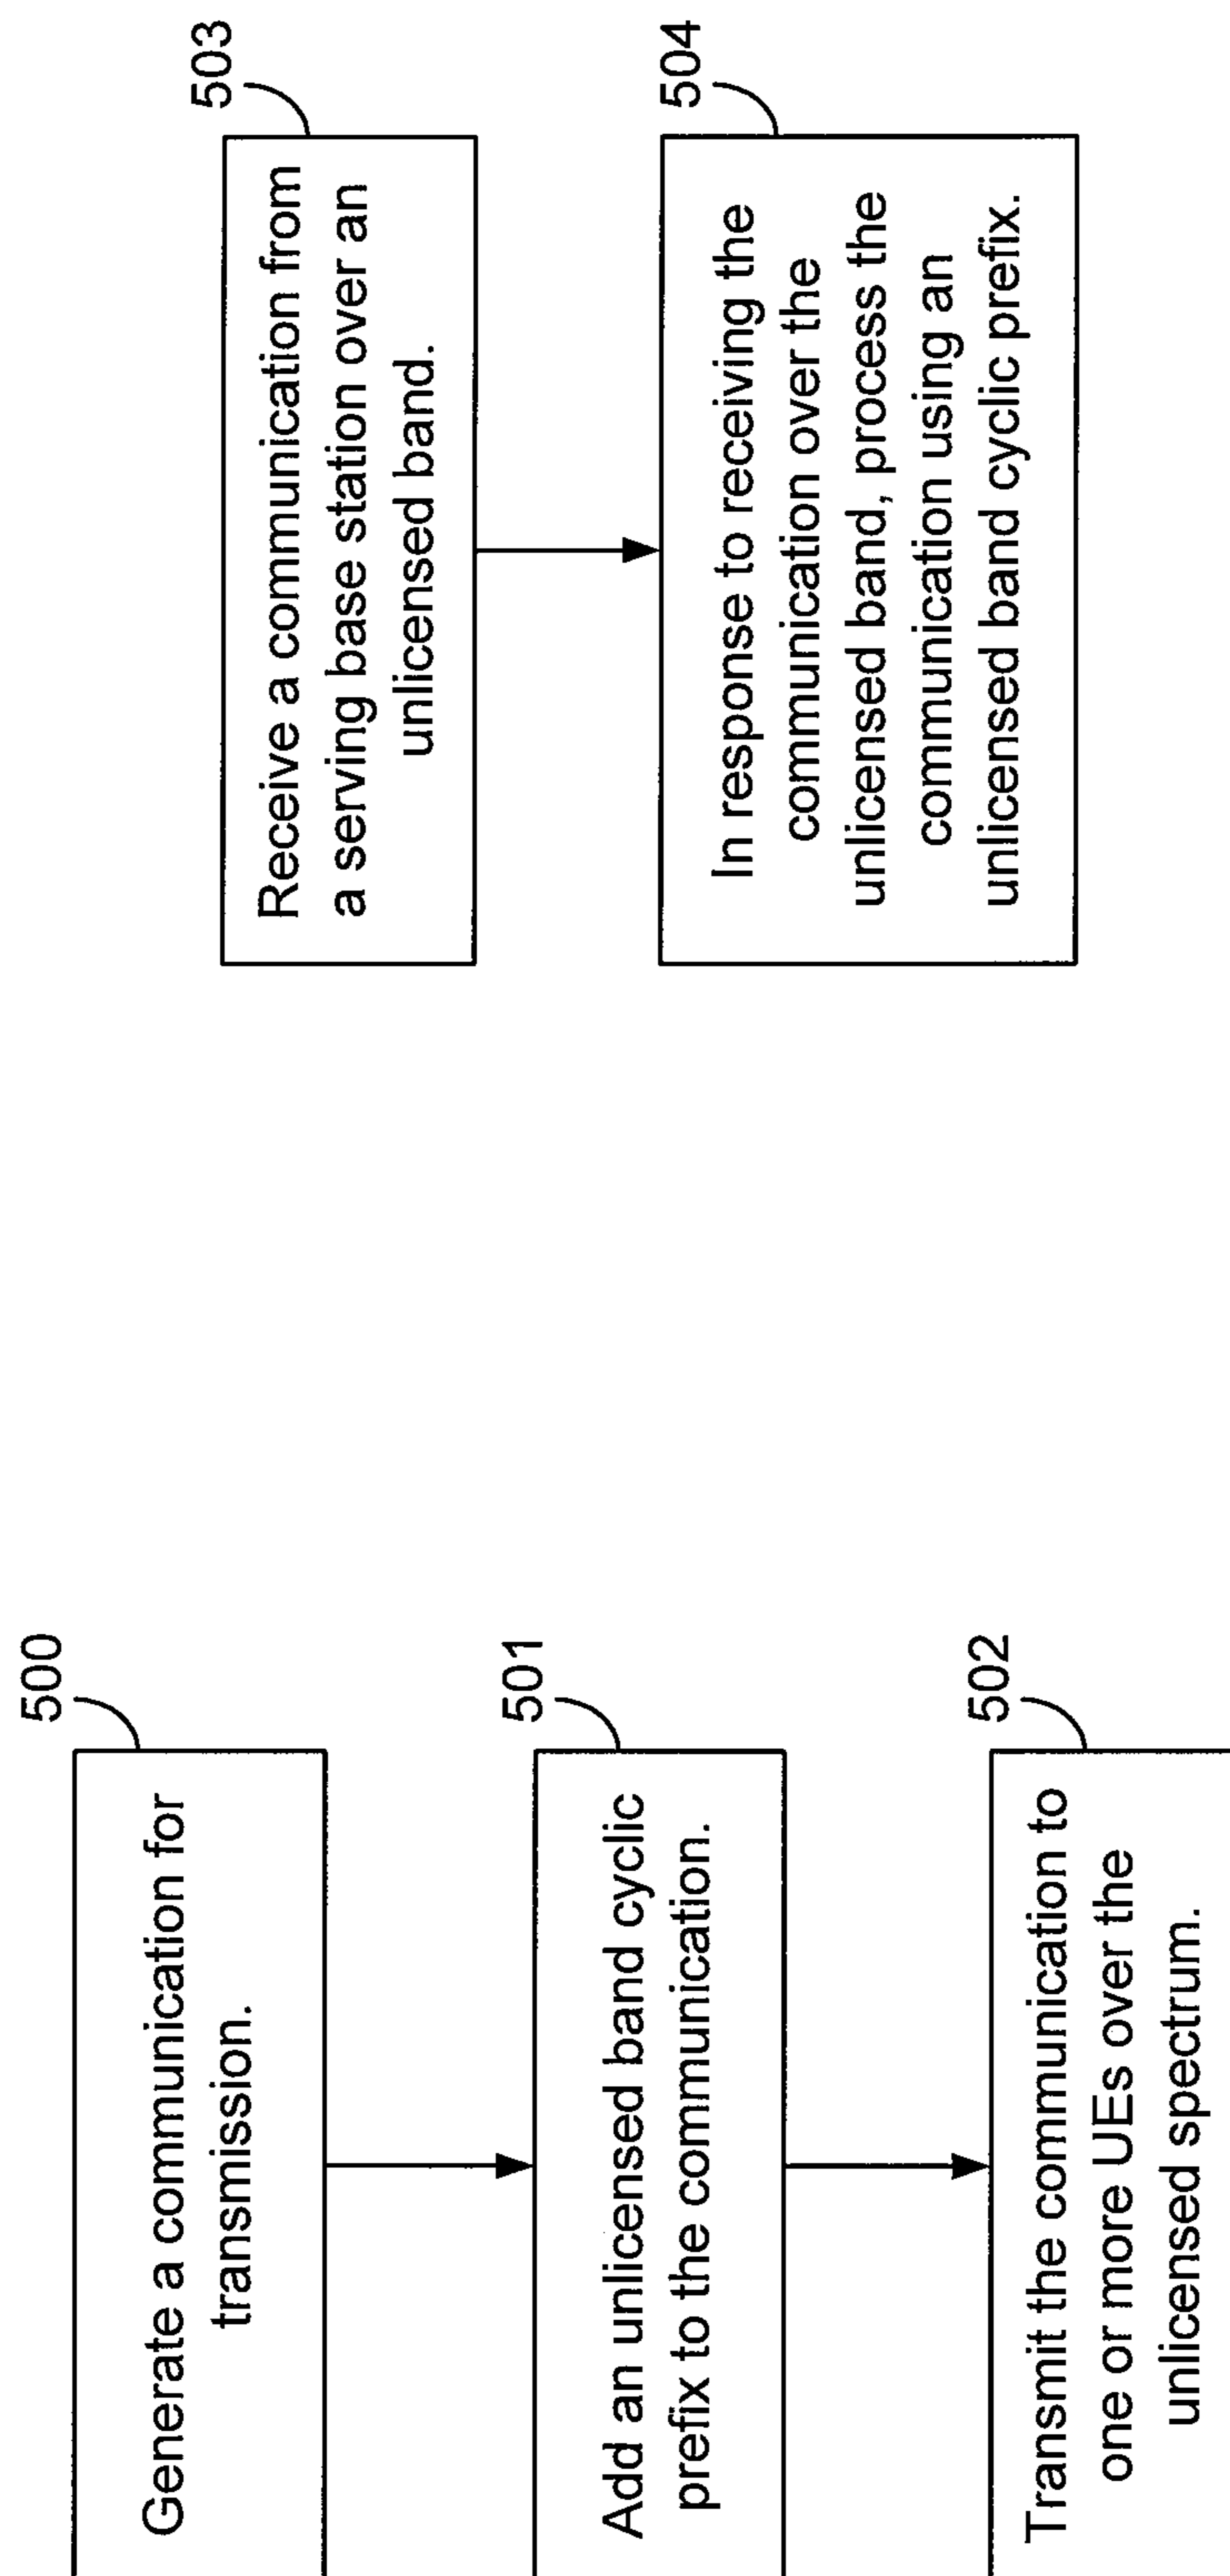 500
Generate a communication for
transmission.
501
Add an unlicensed band cyclic
prefix to the communication.
502
Transmit the communication to
one or more UEs over the
unlicensed spectrum.
503
Receive a communication from
a serving base station over an
unlicensed band.
504
In response to receiving the
communication over the
unlicensed band, process the
communication using an
unlicensed band cyclic prefix.